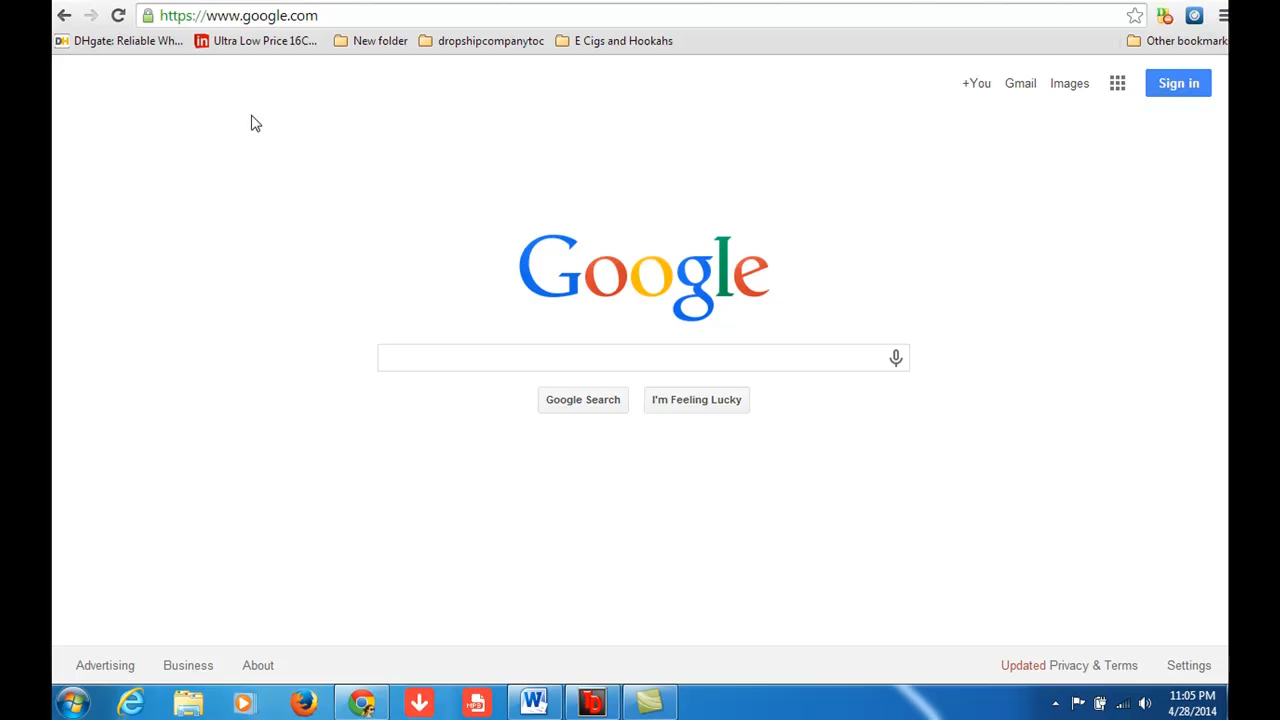 https://www.google.com
DHgate: Reliable Wh... Ultra Low Price 16C... New folder dropshipcompanytoc E Cigs and Hookahs Other bookmark
+You Gmail Images Sign in
Google
Google Search I'm Feeling Lucky
Advertising Business About Updated Privacy & Terms Settings
11:05 PM
4/28/2014